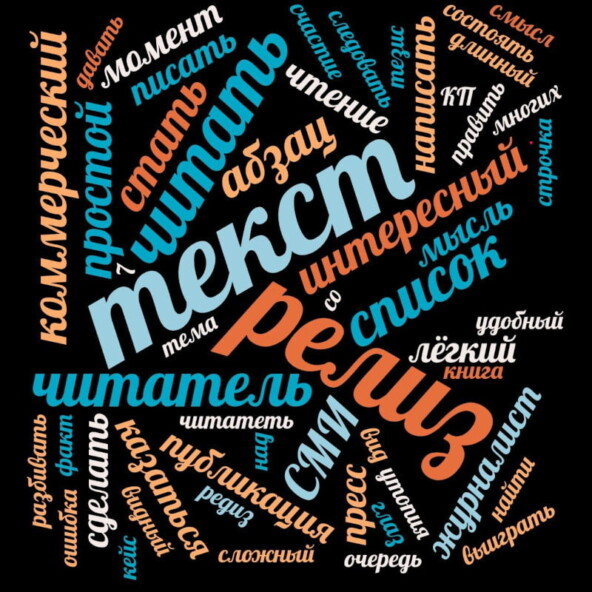 коммерческий
давать
момент
писать
счастие
следовать
тезис
состоять
смысл
длинный
простой
стать
читать
чтение
написать
КП
править
многих
строчка
абзац
текст
интересный
мысль
7
тема
со
список
релиз
удобный
лёгкий
книга
читатель
читатеть
над
СМИ
разбивать
факт
ошибка
сделать
кейс
казаться
видный
публикация
редиз
сложный
пресс
вид
утопия
глаз
очередь
журналист
найти
выиграть